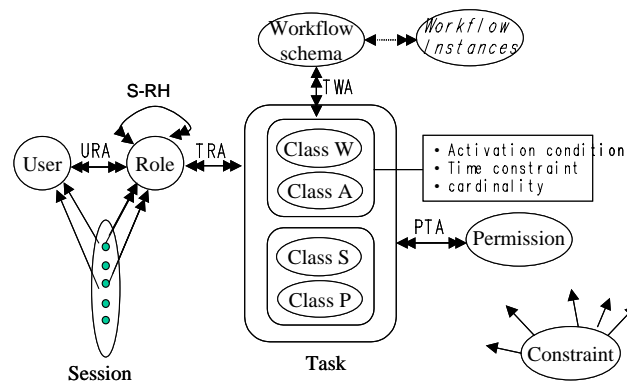 Workflow
schema
Workflow
Instances
TWA
S-RH
User
URA
Role
TRA
Class W
Class A
• Activation condition
• Time constraint
• cardinality
PTA
Permission
Class S
Class P
Task
Session
Constraint